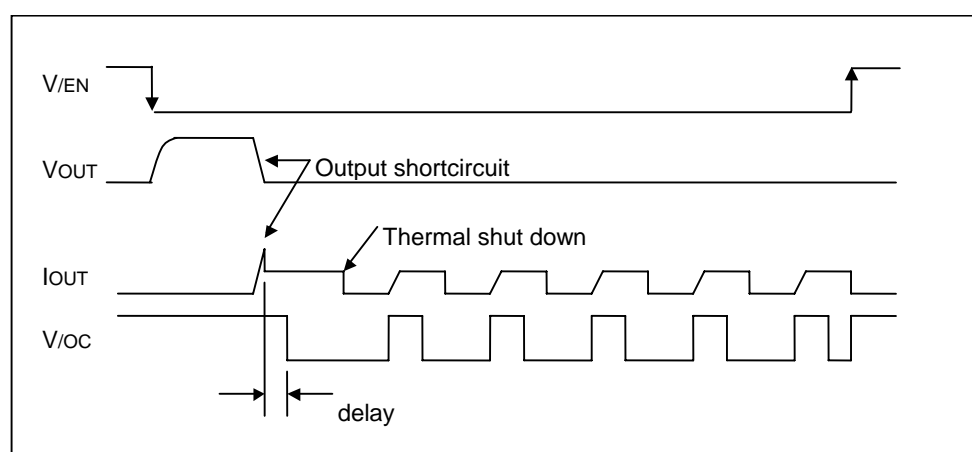 V/EN
VOUT
Output shortcircuit
Thermal shut down
IOUT
V/OC
delay